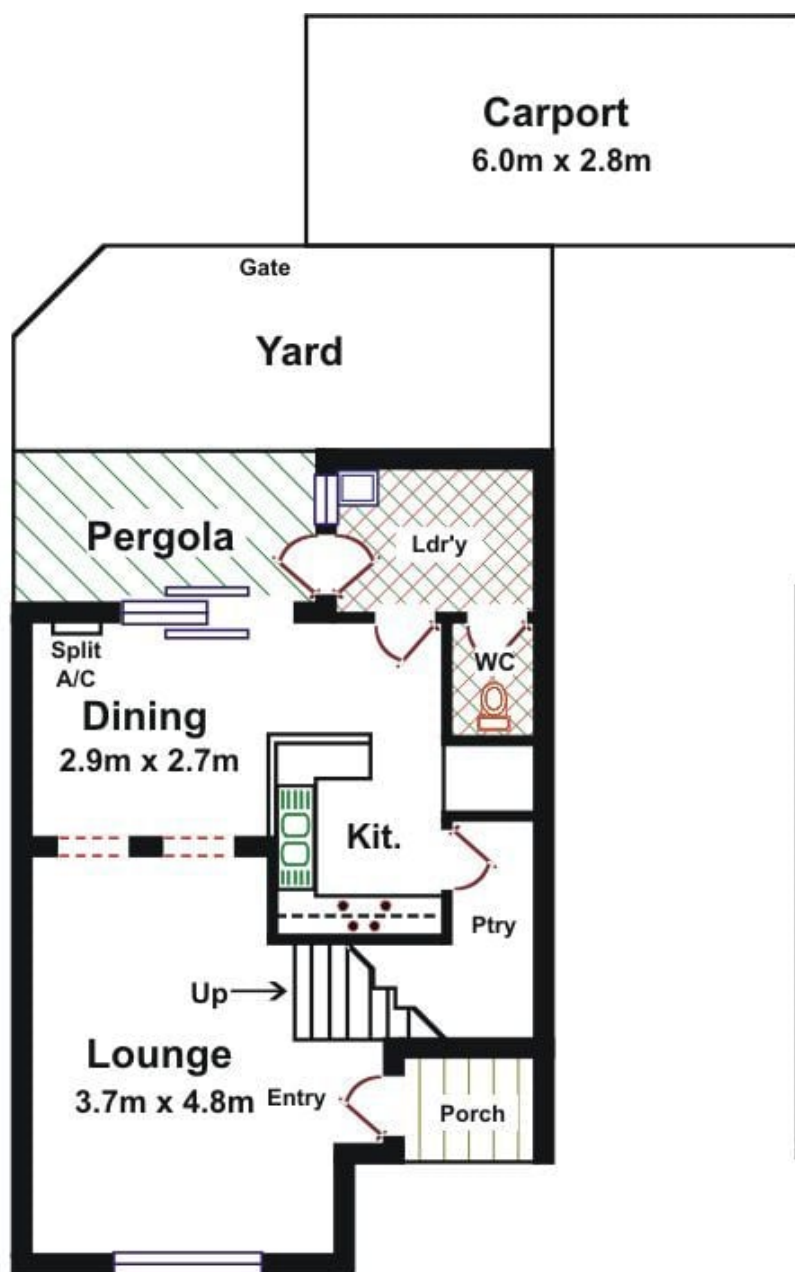 Carport
6.0m x 2.8m
Gate
Yard
Pergola
Ldr'y
Split
A/C
WC
Dining
2.9m x 2.7m
Kit.
Ptry
Up
Lounge
3.7m x 4.8m
Entry
Porch